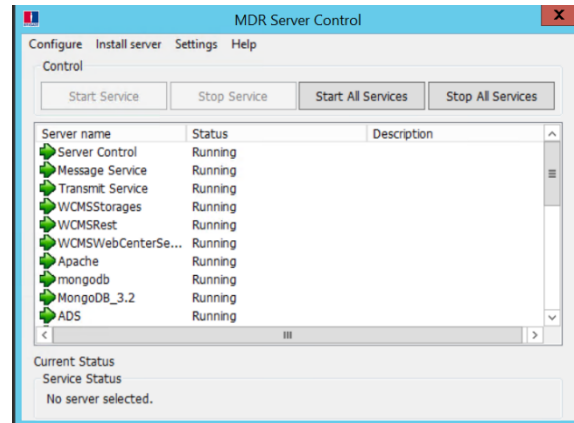 MDR Server Control
X
Configure Install server Settings Help
Control
Start Service Stop Service Start All Services Stop All Services
Server name Status Description
Server Control Running
Message Service Running
Transmit Service Running
WCMSStorages Running
WCMSRest Running
WCMSWebCenterSe... Running
Apache Running
mongodb Running
MongoDB_3.2 Running
ADS Running
Current Status
Service Status
No server selected.